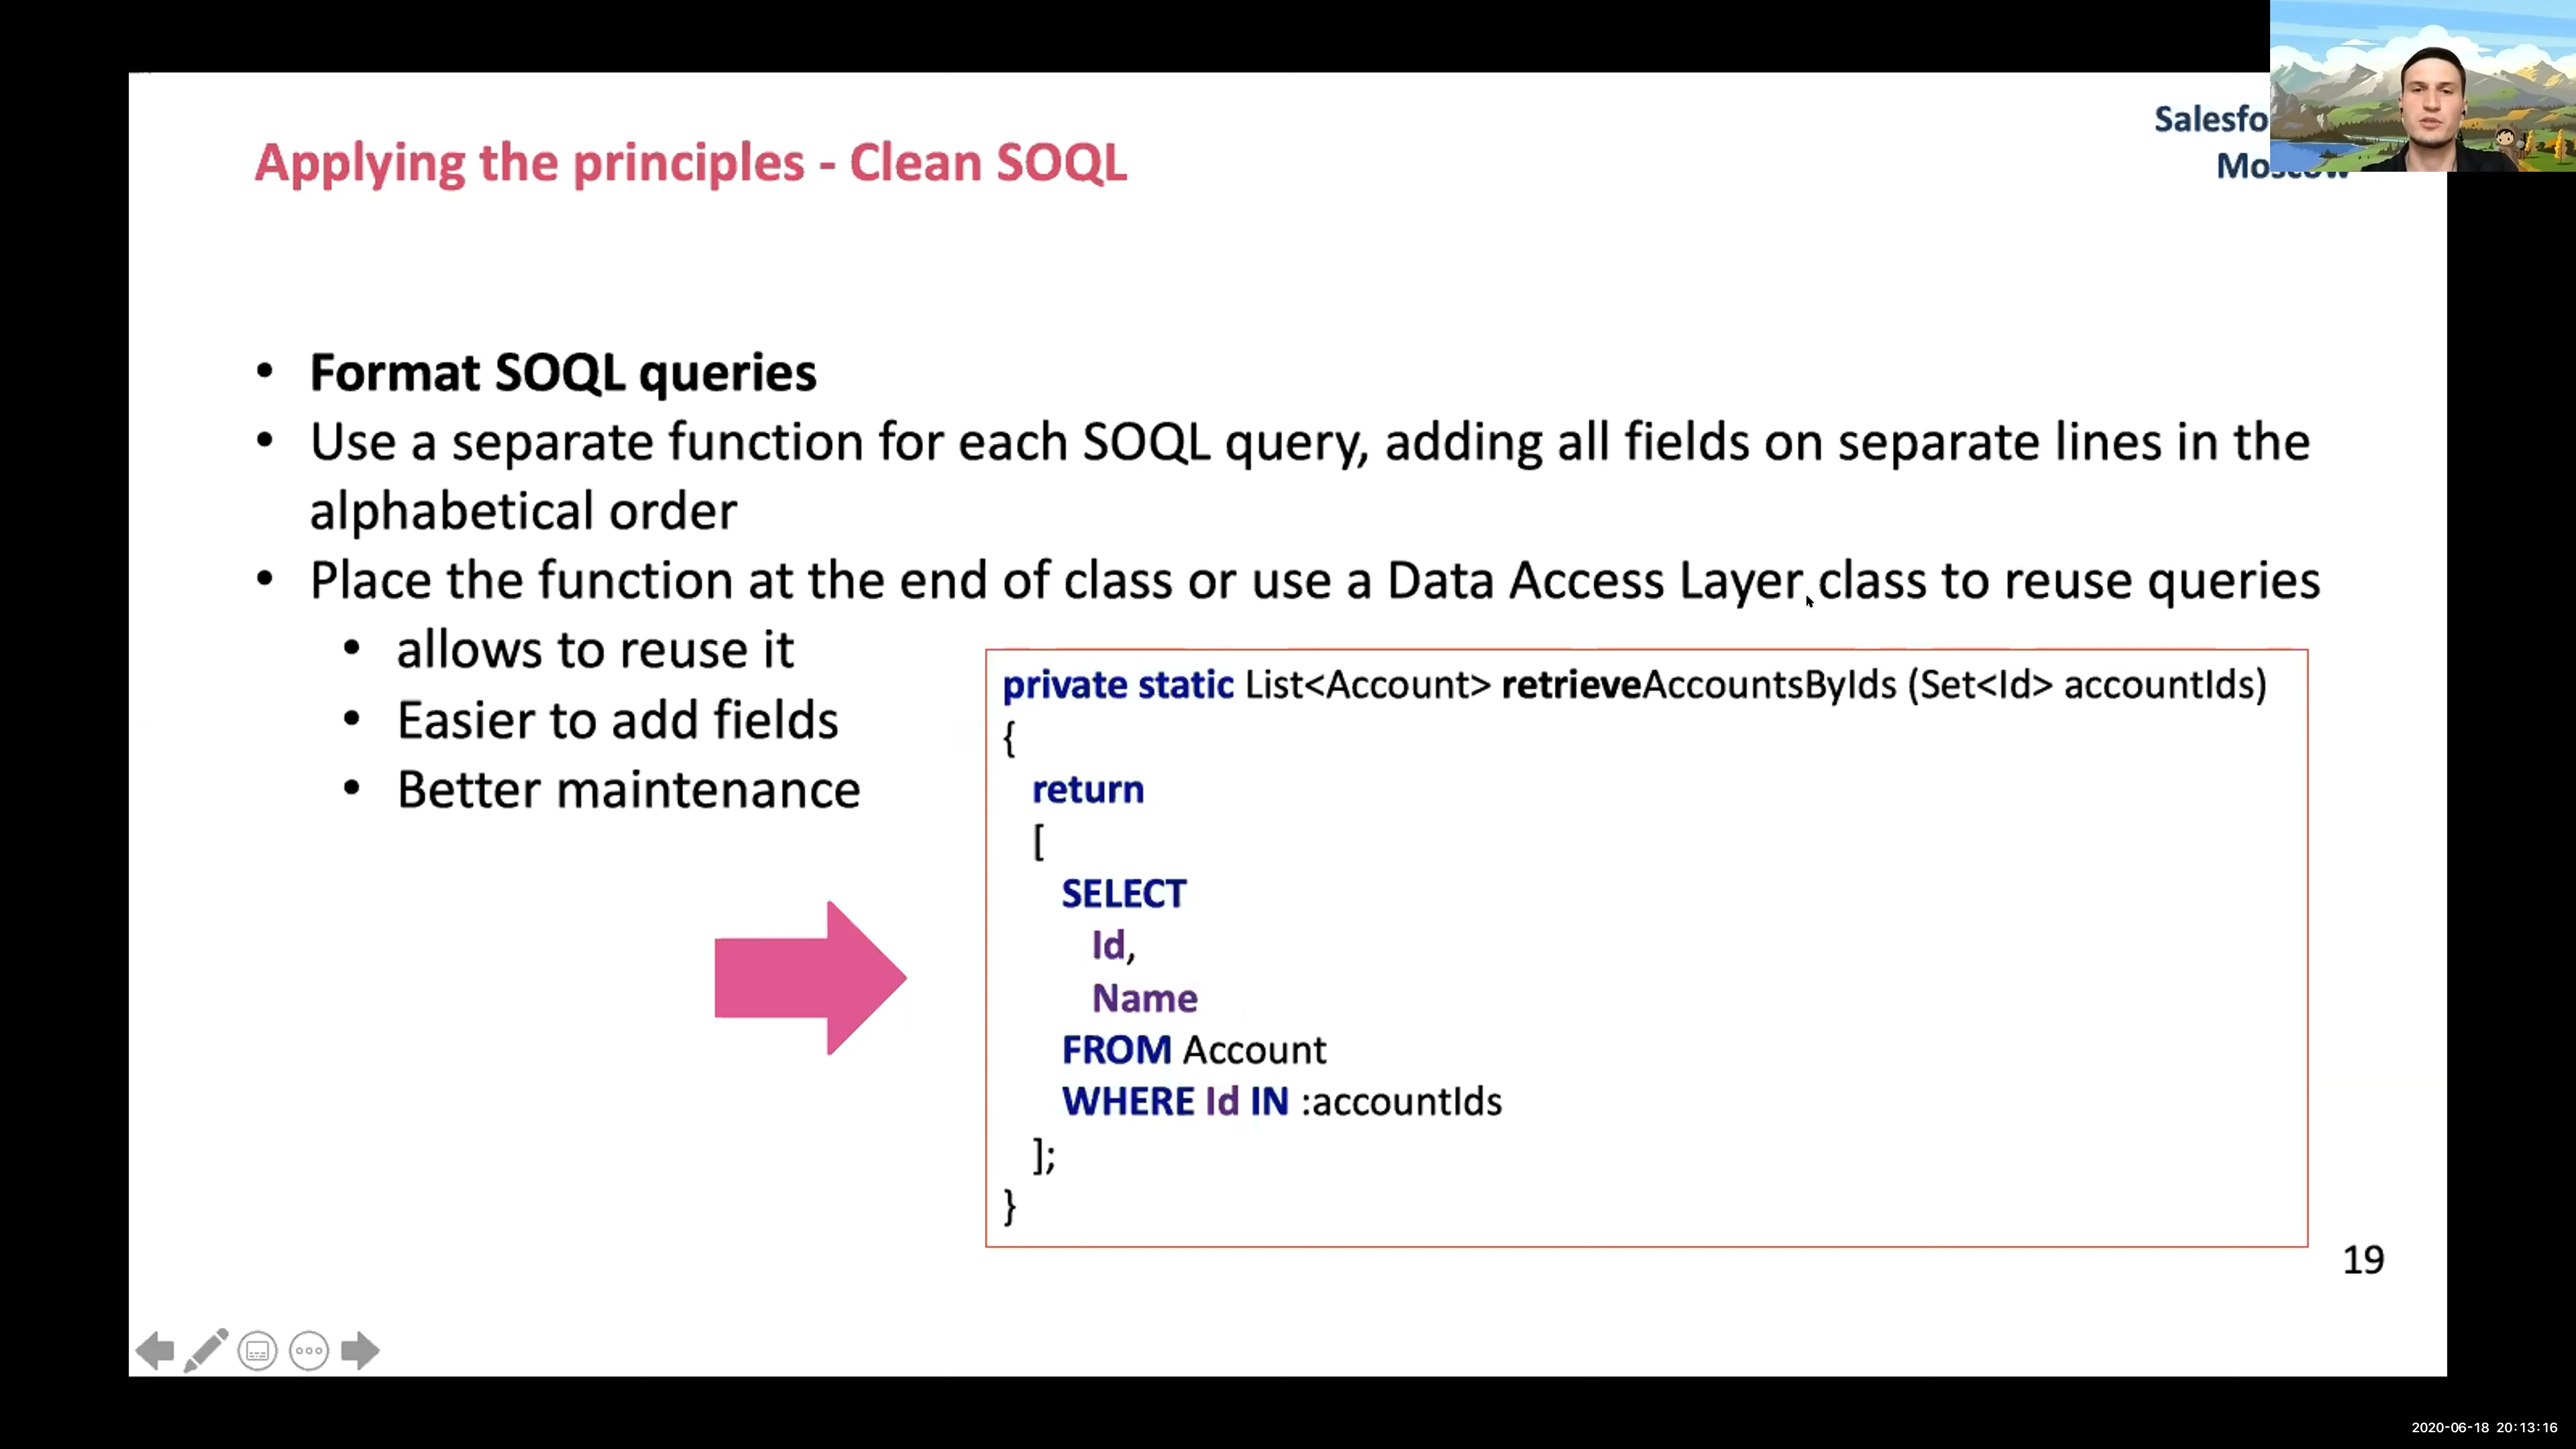 Applying the principles - Clean SOQL
Salesfo
Moscow
• Format SOQL queries
• Use a separate function for each SOQL query, adding all fields on separate lines in the
alphabetical order
• Place the function at the end of class or use a Data Access Layer class to reuse queries
• allows to reuse it
• Easier to add fields
• Better maintenance
private static List<Account> retrieveAccountsByIds (Set<Id> accountIds)
{
return
[
SELECT
Id,
Name
FROM Account
WHERE Id IN :accountIds
];
}
19
2020-06-18 20:13:16